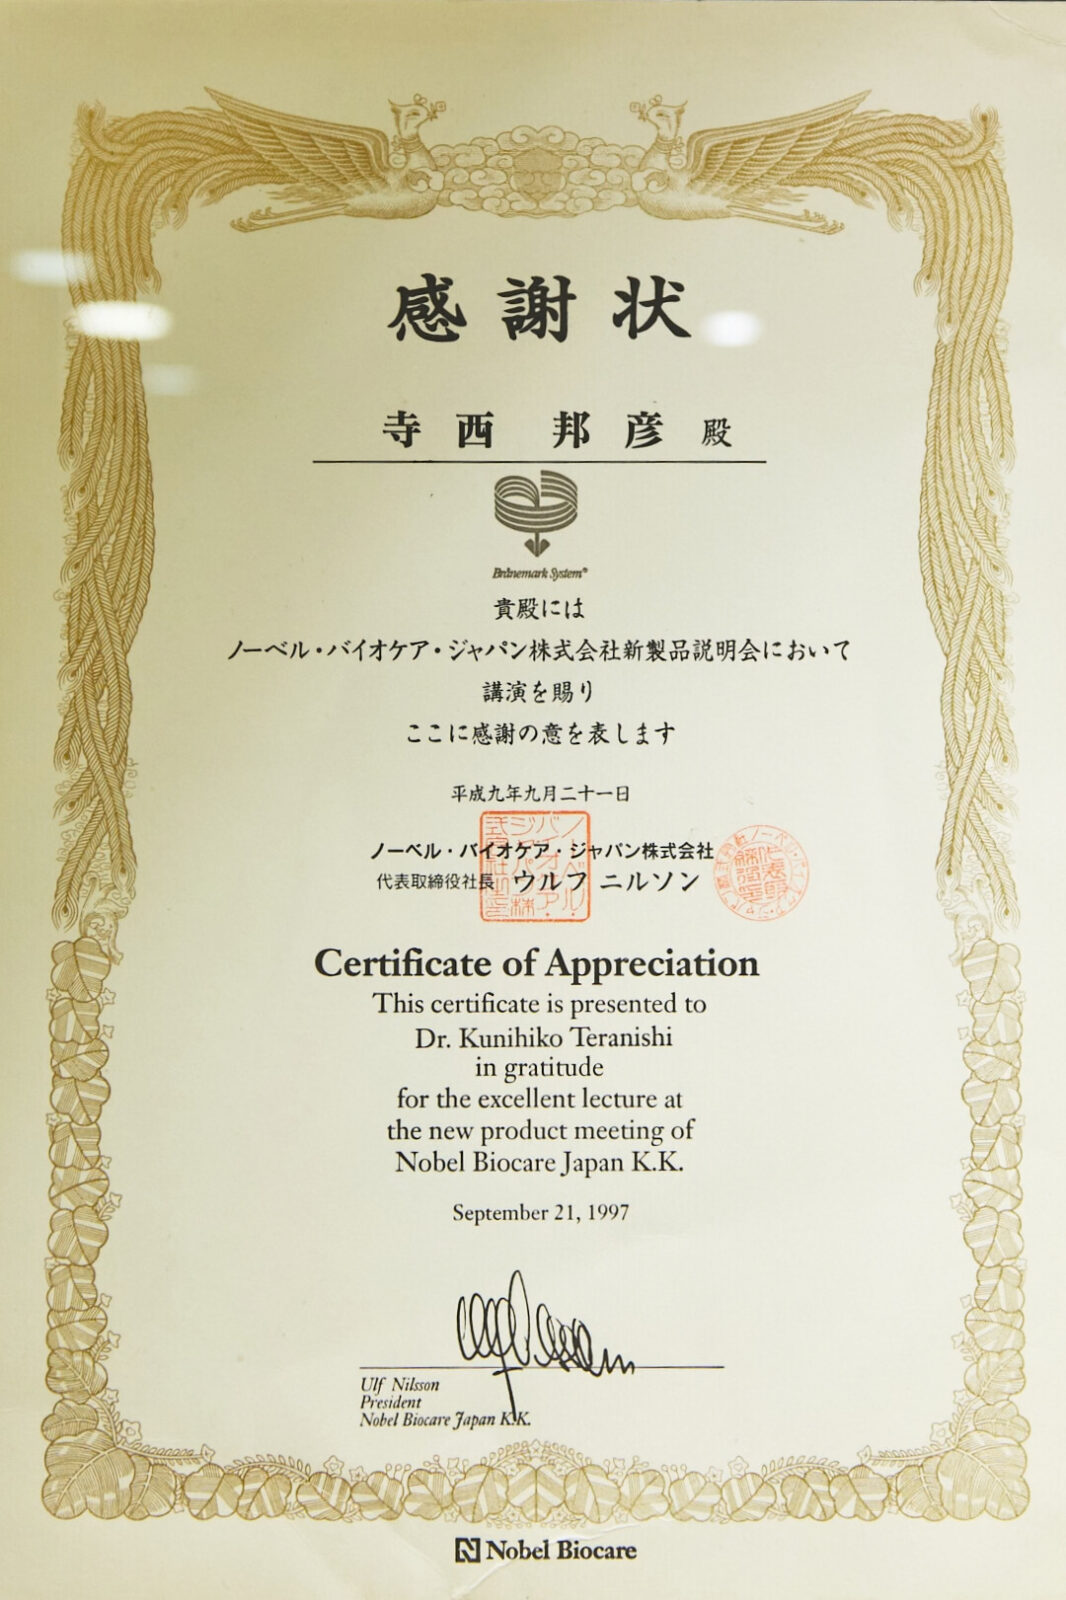 感謝状
寺西 邦彦 殿
Brånemark System®
貴殿には
ノーベル・バイオケア・ジャパン株式会社新製品説明会において
講演を賜り
ここに感謝の意を表します
平成九年九月二十一日
ノーベル・バイオケア・ジャパン株式会社
代表取締役社長 ウルフ ニルソン
Certificate of Appreciation
This certificate is presented to
Dr. Kunihiko Teranishi
in gratitude
for the excellent lecture at
the new product meeting of
Nobel Biocare Japan K.K.
September 21, 1997
Ulf Nilsson
President
Nobel Biocare Japan K.K.
Nobel Biocare